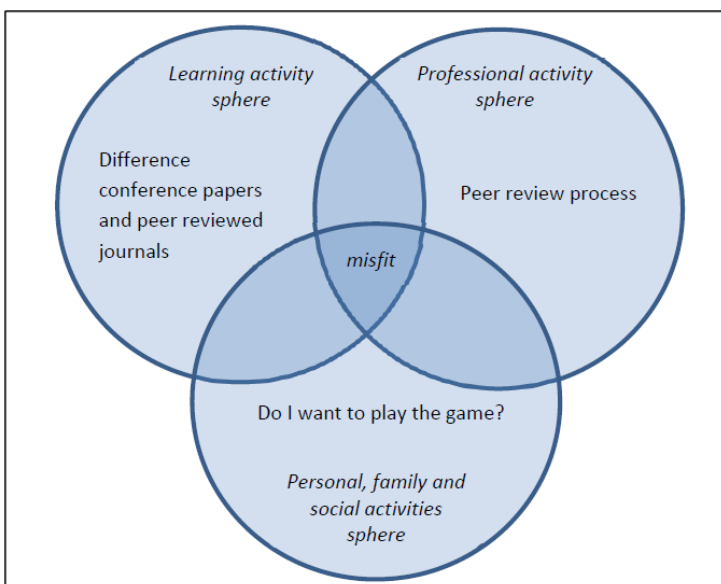 Learning activity
sphere
Professional activity
sphere
Difference
conference papers
and peer reviewed
journals
Peer review process
misfit
Do I want to play the game?
Personal, family and
social activities
sphere